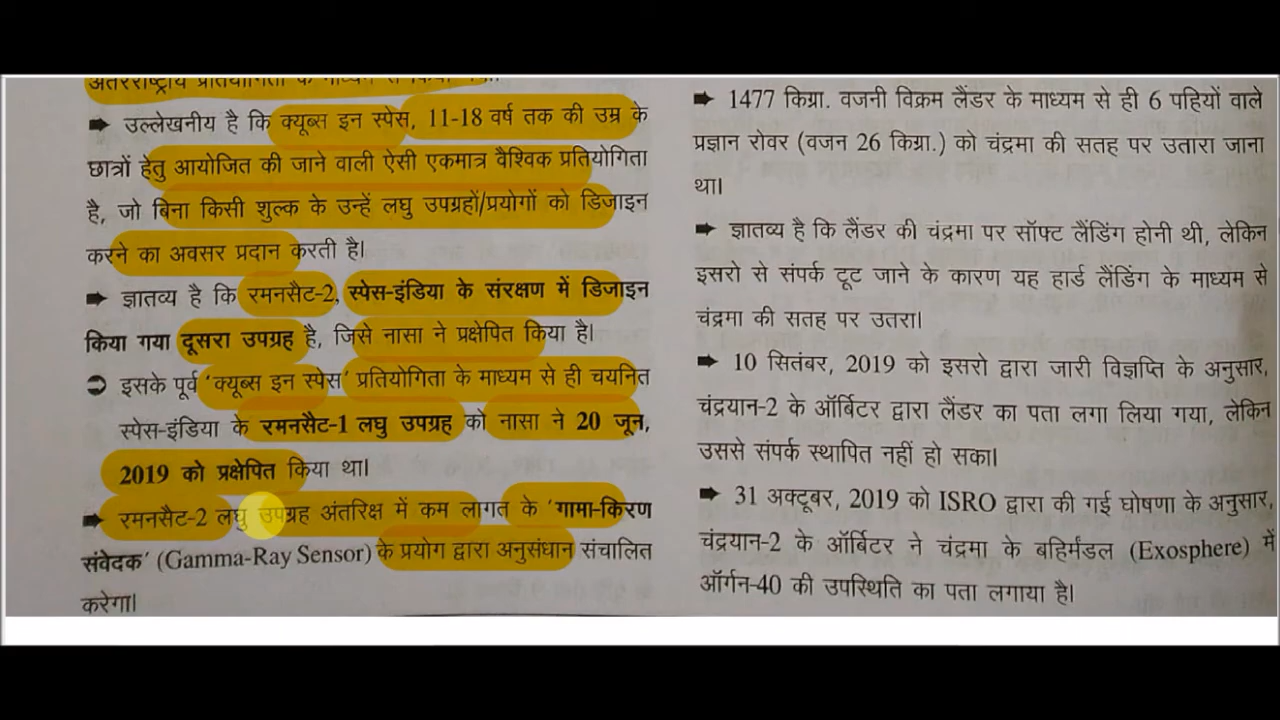 अंतरराष्ट्रीय प्रतियोगिता के माध्यम से किया गया।
➡ उल्लेखनीय है कि क्यूब्स इन स्पेस, 11-18 वर्ष तक की उम्र के
छात्रों हेतु आयोजित की जाने वाली ऐसी एकमात्र वैश्विक प्रतियोगिता
है, जो बिना किसी शुल्क के उन्हें लघु उपग्रहों/प्रयोगों को डिजाइन
करने का अवसर प्रदान करती है।
➡ ज्ञातव्य है कि रमनसैट-2, स्पेस-इंडिया के संरक्षण में डिजाइन
किया गया दूसरा उपग्रह है, जिसे नासा ने प्रक्षेपित किया है।
⮊ इसके पूर्व 'क्यूब्स इन स्पेस' प्रतियोगिता के माध्यम से ही चयनित
स्पेस-इंडिया के रमनसैट-1 लघु उपग्रह को नासा ने 20 जून,
2019 को प्रक्षेपित किया था।
➡ रमनसैट-2 लघु उपग्रह अंतरिक्ष में कम लागत के 'गामा-किरण
संवेदक' (Gamma-Ray Sensor) के प्रयोग द्वारा अनुसंधान संचालित
करेगा।
➡ 1477 किग्रा. वजनी विक्रम लैंडर के माध्यम से ही 6 पहियों वाले
प्रज्ञान रोवर (वजन 26 किग्रा.) को चंद्रमा की सतह पर उतारा जाना
था।
➡ ज्ञातव्य है कि लैंडर की चंद्रमा पर सॉफ्ट लैंडिंग होनी थी, लेकिन
इसरो से संपर्क टूट जाने के कारण यह हार्ड लैंडिंग के माध्यम से
चंद्रमा की सतह पर उतरा।
➡ 10 सितंबर, 2019 को इसरो द्वारा जारी विज्ञप्ति के अनुसार,
चंद्रयान-2 के ऑर्बिटर द्वारा लैंडर का पता लगा लिया गया, लेकिन
उससे संपर्क स्थापित नहीं हो सका।
➡ 31 अक्टूबर, 2019 को ISRO द्वारा की गई घोषणा के अनुसार,
चंद्रयान-2 के ऑर्बिटर ने चंद्रमा के बहिर्मंडल (Exosphere) में
ऑर्गन-40 की उपस्थिति का पता लगाया है।